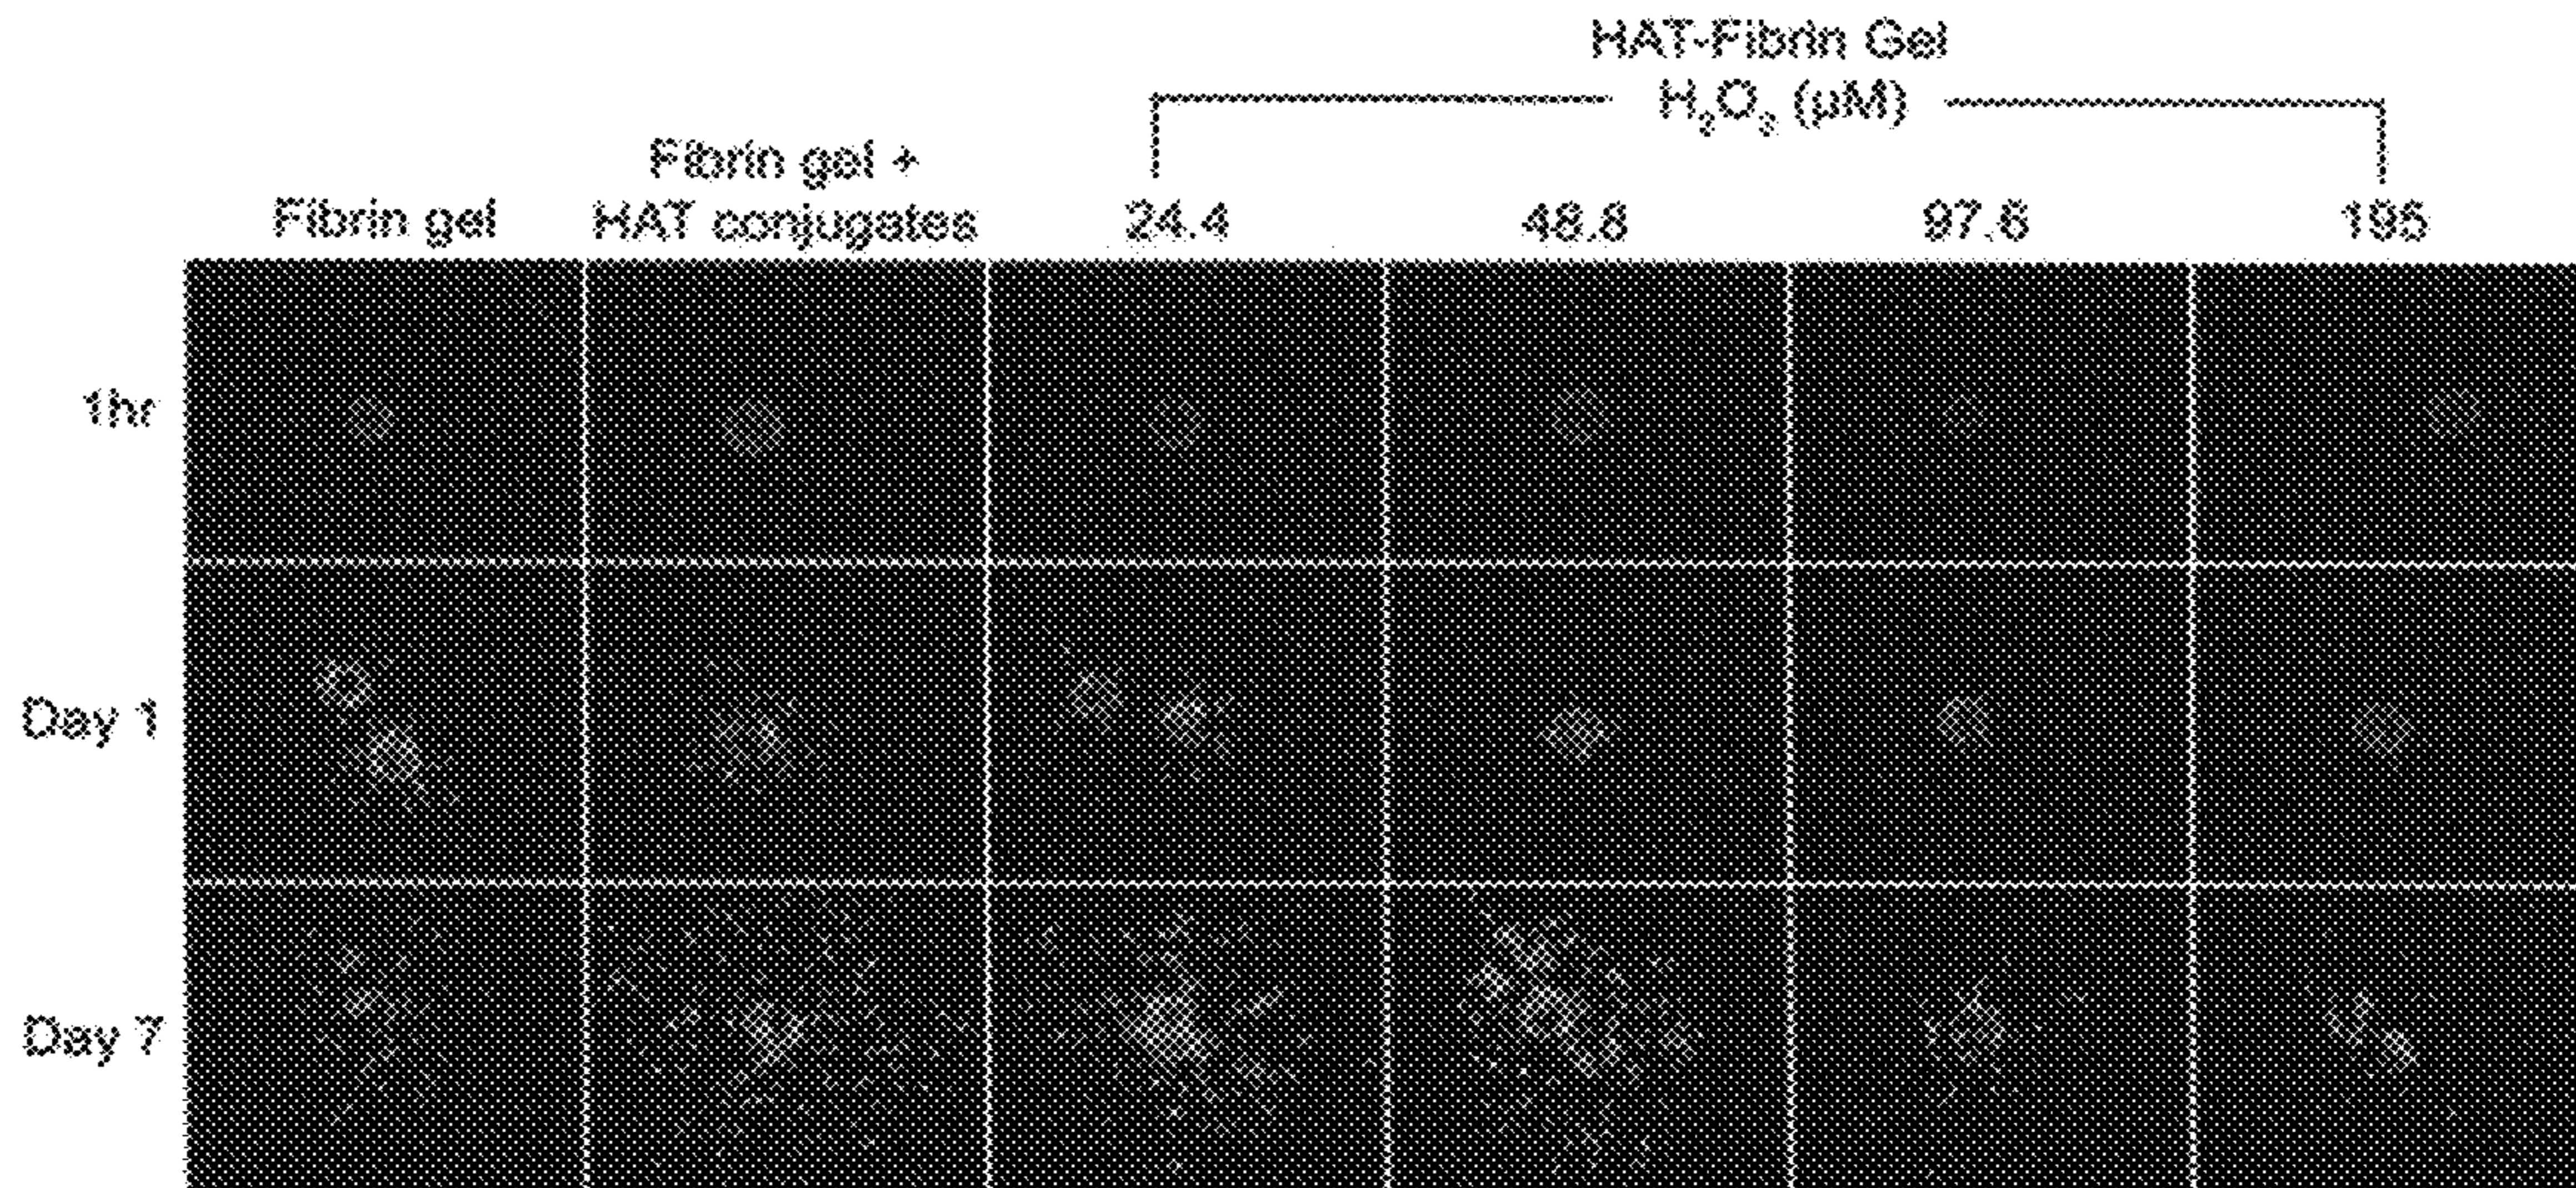 HAT-Fibrin Gel
H₂O₂ (µM)
Fibrin gel +
Fibrin gel HAT conjugates 24.4 48.8 97.6 195
1hr
Day 1
Day 7